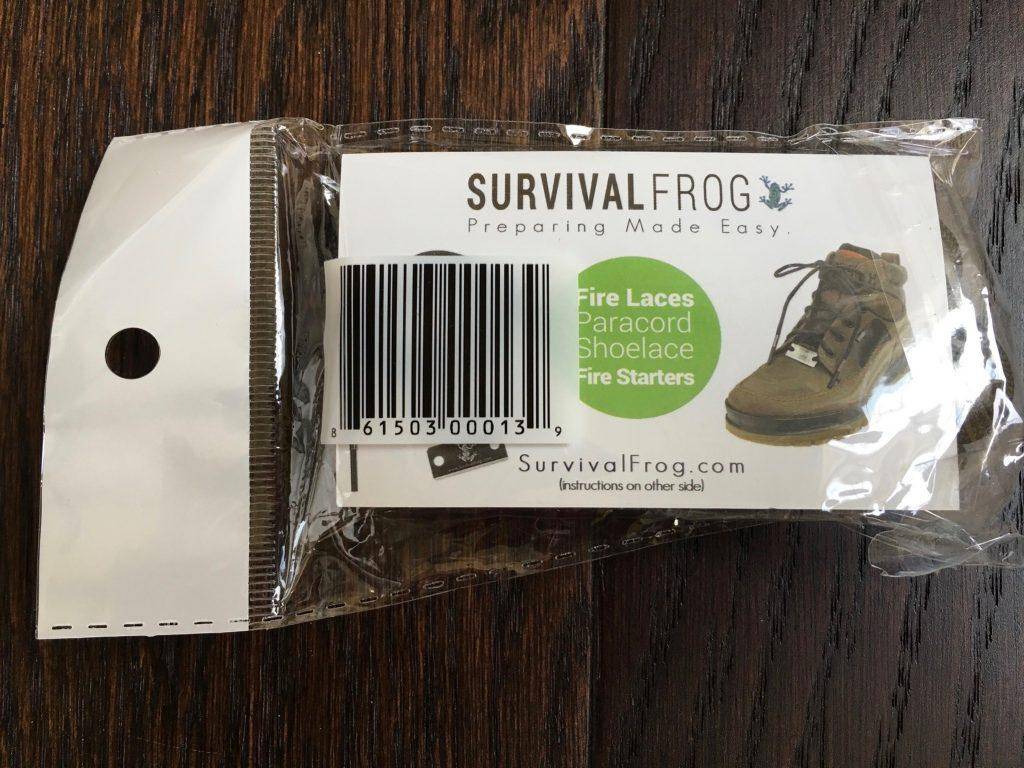 SURVIVALFROG
Preparing Made Easy.
Fire Laces
Paracord
Shoelace
Fire Starters
8 61503 00013 9
SurvivalFrog.com
(instructions on other side)